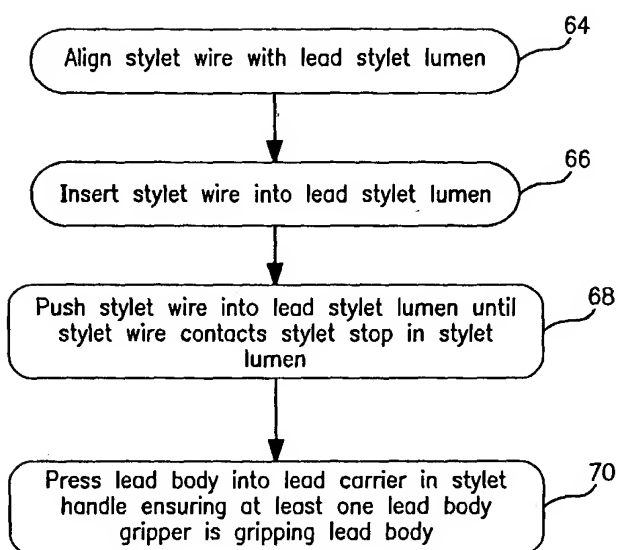 64
Align stylet wire with lead stylet lumen
66
Insert stylet wire into lead stylet lumen
68
Push stylet wire into lead stylet lumen until
stylet wire contacts stylet stop in stylet
lumen
70
Press lead body into lead carrier in stylet
handle ensuring at least one lead body
gripper is gripping lead body